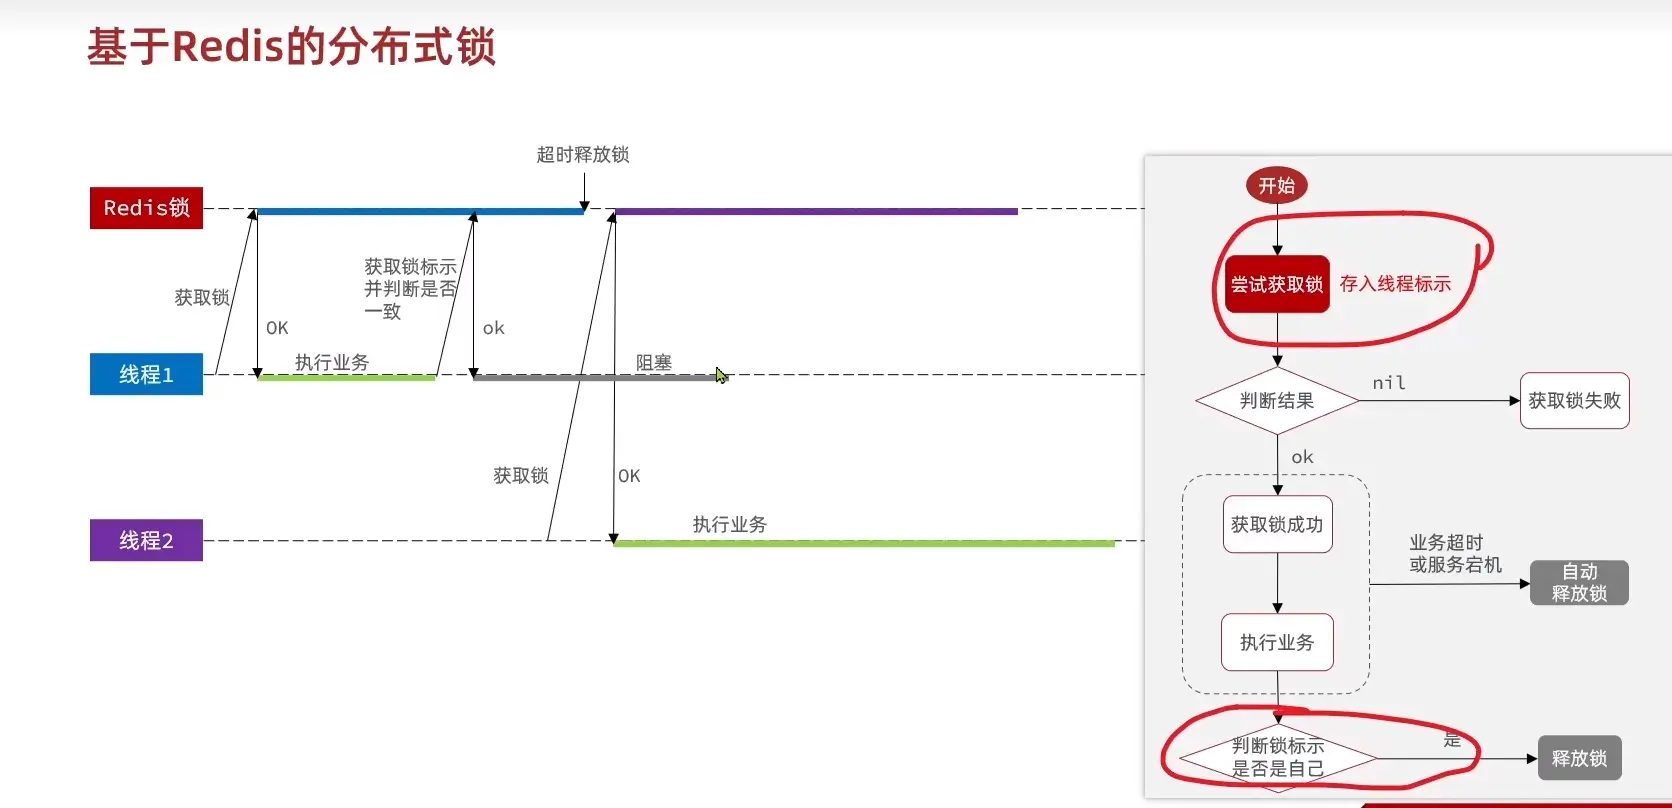 基于Redis的分布式锁
超时释放锁
Redis锁
获取锁
OK
获取锁标示
并判断是否
一致
ok
线程1
执行业务
阻塞
获取锁
OK
线程2
执行业务
开始
尝试获取锁
存入线程标示
判断结果
nil
获取锁失败
ok
获取锁成功
执行业务
业务超时
或服务宕机
自动
释放锁
判断锁标示
是否是自己
是
释放锁